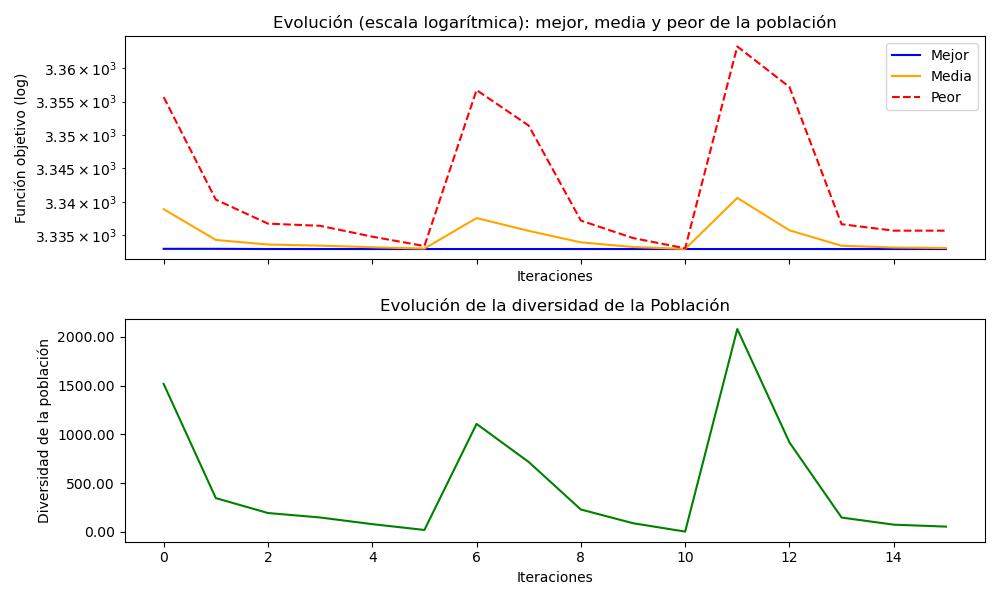 Evolución (escala logarítmica): mejor, media y peor de la población
Función objetivo (log)
3.36 × 10³
3.355 × 10³
3.35 × 10³
3.345 × 10³
3.34 × 10³
3.335 × 10³
Mejor
Media
Peor
Iteraciones
Evolución de la diversidad de la Población
Diversidad de la población
2000.00
1500.00
1000.00
500.00
0.00
0 2 4 6 8 10 12 14
Iteraciones